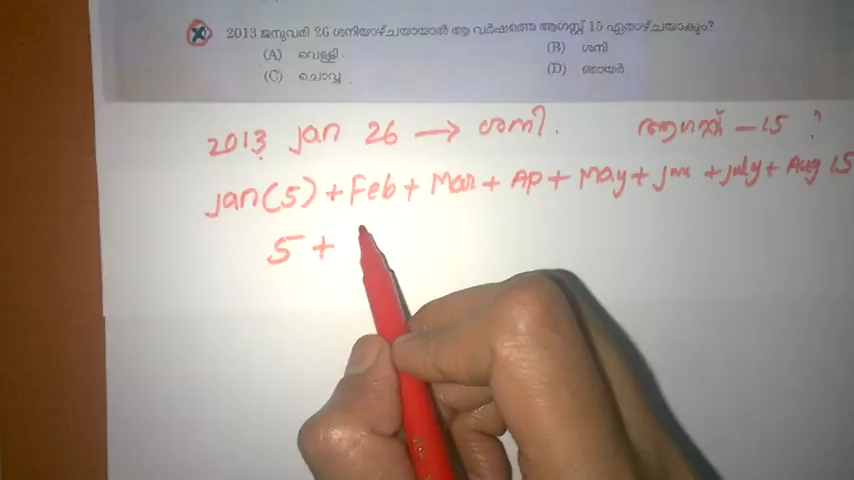 2013 ജനുവരി 26 ശനിയാഴ്ചയായാൽ ആ വർഷത്തെ ആഗസ്റ്റ് 15 ഏതാഴ്ചയാകും?
(A) വെള്ളി (B) ശനി
(C) ചൊവ്വ (D) ഞായർ
2013 Jan 26 → ശനി. ആഗസ്റ്റ് - 15 ?
Jan(5) + Feb + Mar + Ap + May + Jun + July + Aug 15
5 +